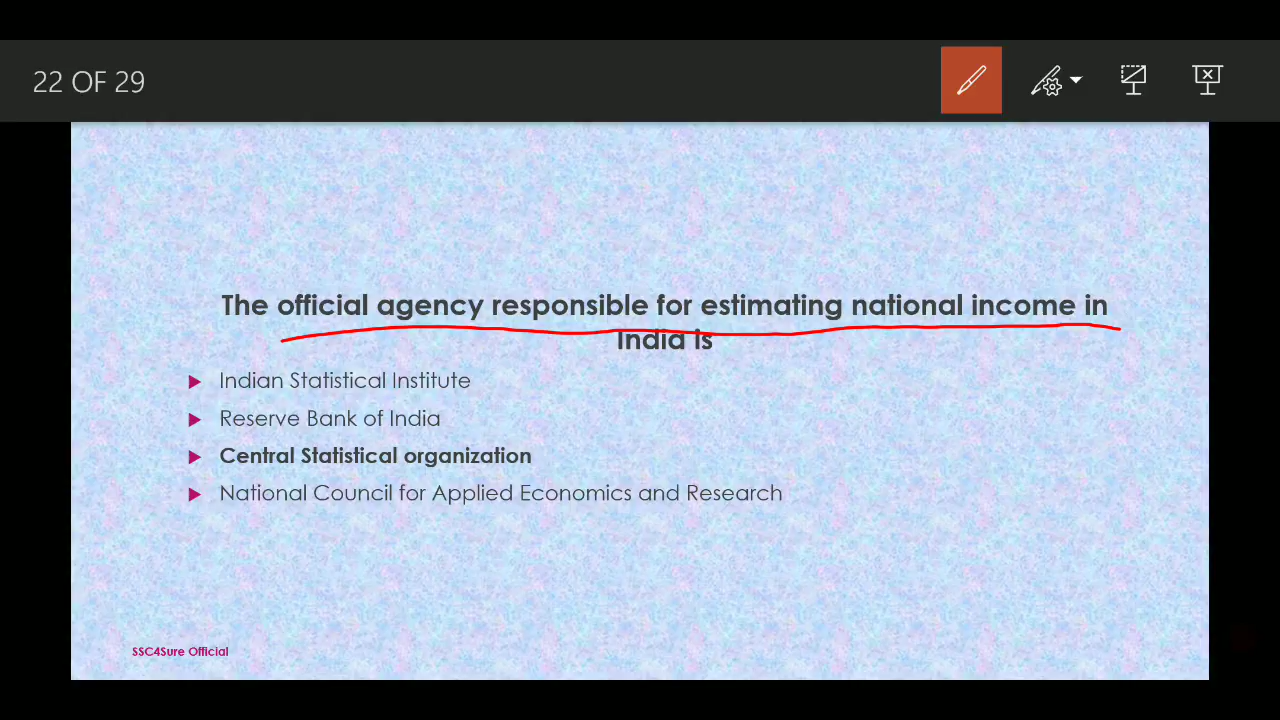 22 OF 29
The official agency responsible for estimating national income in
India is
Indian Statistical Institute
Reserve Bank of India
Central Statistical organization
National Council for Applied Economics and Research
SSC4Sure Official